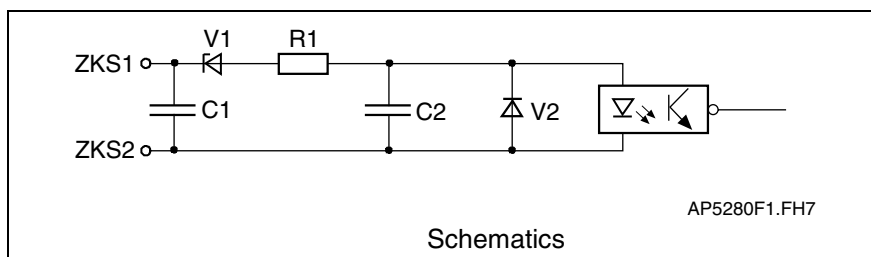 V1
R1
ZKS1
C1
C2
V2
ZKS2
AP5280F1.FH7
Schematics